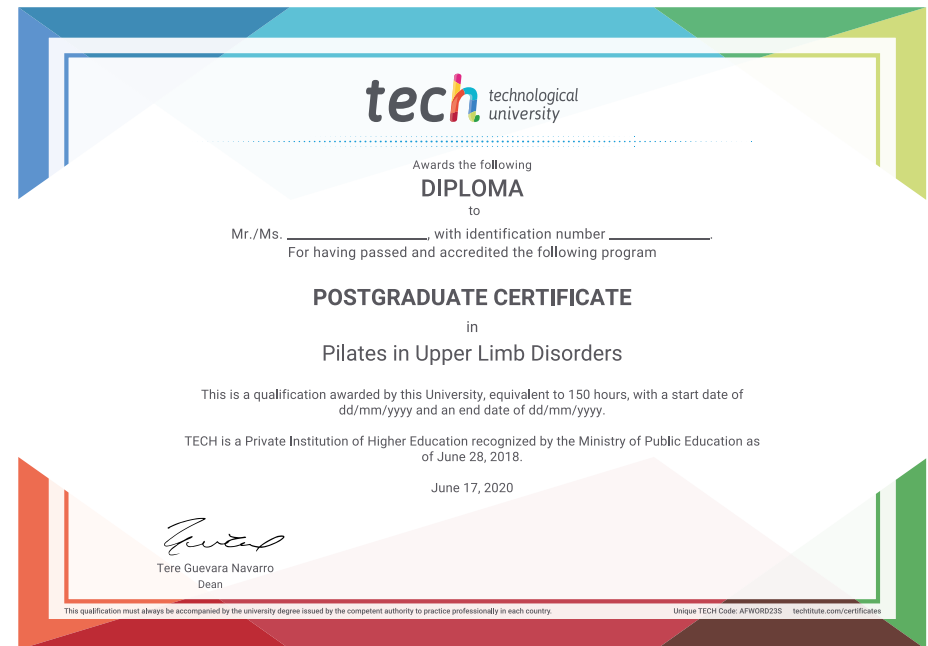 tech technological
university
Awards the following
DIPLOMA
to
Mr./Ms. ____________________, with identification number ______________.
For having passed and accredited the following program
POSTGRADUATE CERTIFICATE
in
Pilates in Upper Limb Disorders
This is a qualification awarded by this University, equivalent to 150 hours, with a start date of
dd/mm/yyyy and an end date of dd/mm/yyyy.
TECH is a Private Institution of Higher Education recognized by the Ministry of Public Education as
of June 28, 2018.
June 17, 2020
Tere Guevara Navarro
Dean
This qualification must always be accompanied by the university degree issued by the competent authority to practice professionally in each country.
Unique TECH Code: AFWORD23S techtitute.com/certificates